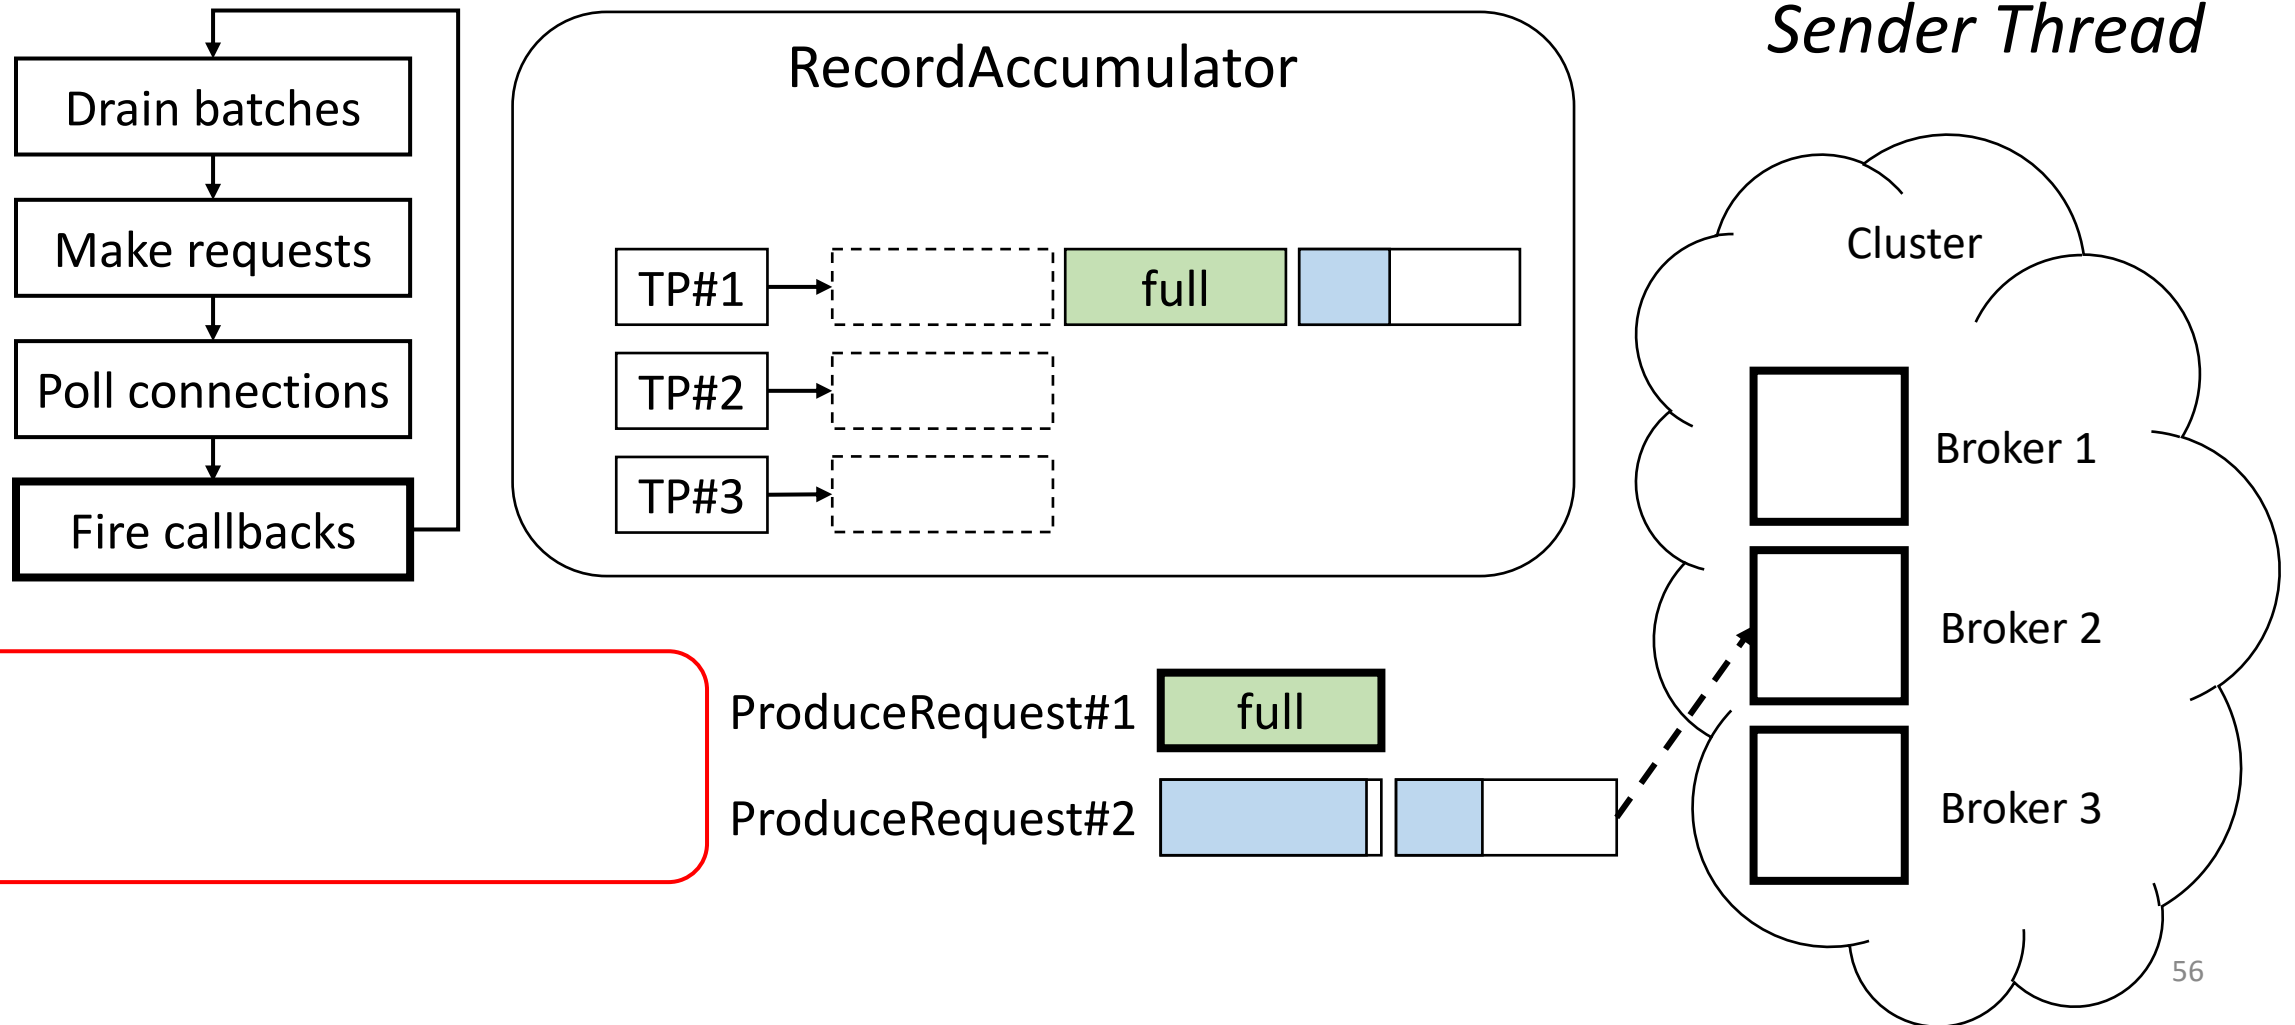 Sender Thread
Drain batches
Make requests
Poll connections
Fire callbacks
RecordAccumulator
TP#1
full
TP#2
TP#3
ProduceRequest#1
full
ProduceRequest#2
Cluster
Broker 1
Broker 2
Broker 3
56